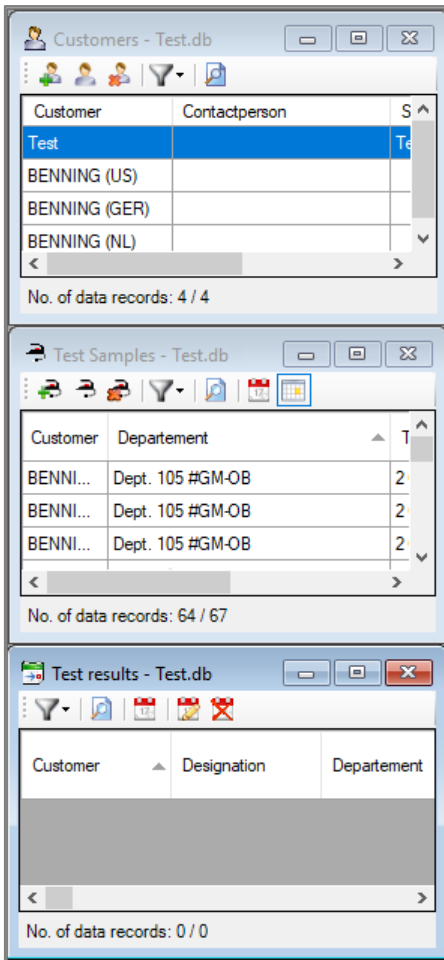 Customers - Test.db
Customer Contactperson S
Test Te
BENNING (US)
BENNING (GER)
BENNING (NL)
No. of data records: 4 / 4
Test Samples - Test.db
Customer Departement T
BENNI... Dept. 105 #GM-OB 2
BENNI... Dept. 105 #GM-OB 2
BENNI... Dept. 105 #GM-OB 2
No. of data records: 64 / 67
Test results - Test.db
Customer Designation Departement
No. of data records: 0 / 0